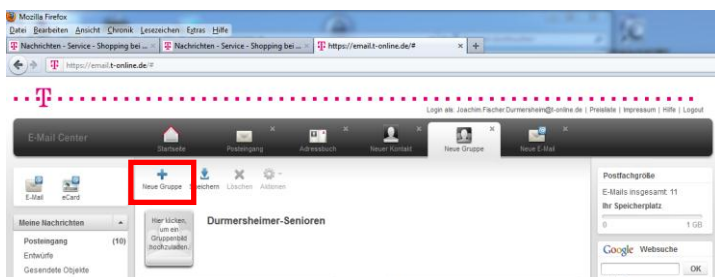 Mozilla Firefox
Datei Bearbeiten Ansicht Chronik Lesezeichen Extras Hilfe
Nachrichten - Service - Shopping bei ... × Nachrichten - Service - Shopping bei ... × https://email.t-online.de/# × +
https://email.t-online.de/#
Login als: Joachim.Fischer.Durmersheim@t-online.de | Preisliste | Impressum | Hilfe | Logout
E-Mail Center Startseite Posteingang × Adressbuch × Neuer Kontakt × Neue Gruppe × Neue E-Mail ×
E-Mail eCard Neue Gruppe Speichern Löschen Aktionen
Postfachgröße
E-Mails insgesamt: 11
Ihr Speicherplatz
0 1 GB
Meine Nachrichten
Posteingang (10)
Entwürfe
Gesendete Objekte
Hier klicken,
um ein
Gruppenbild
hochzuladen.
Durmersheimer-Senioren
Google Websuche
OK